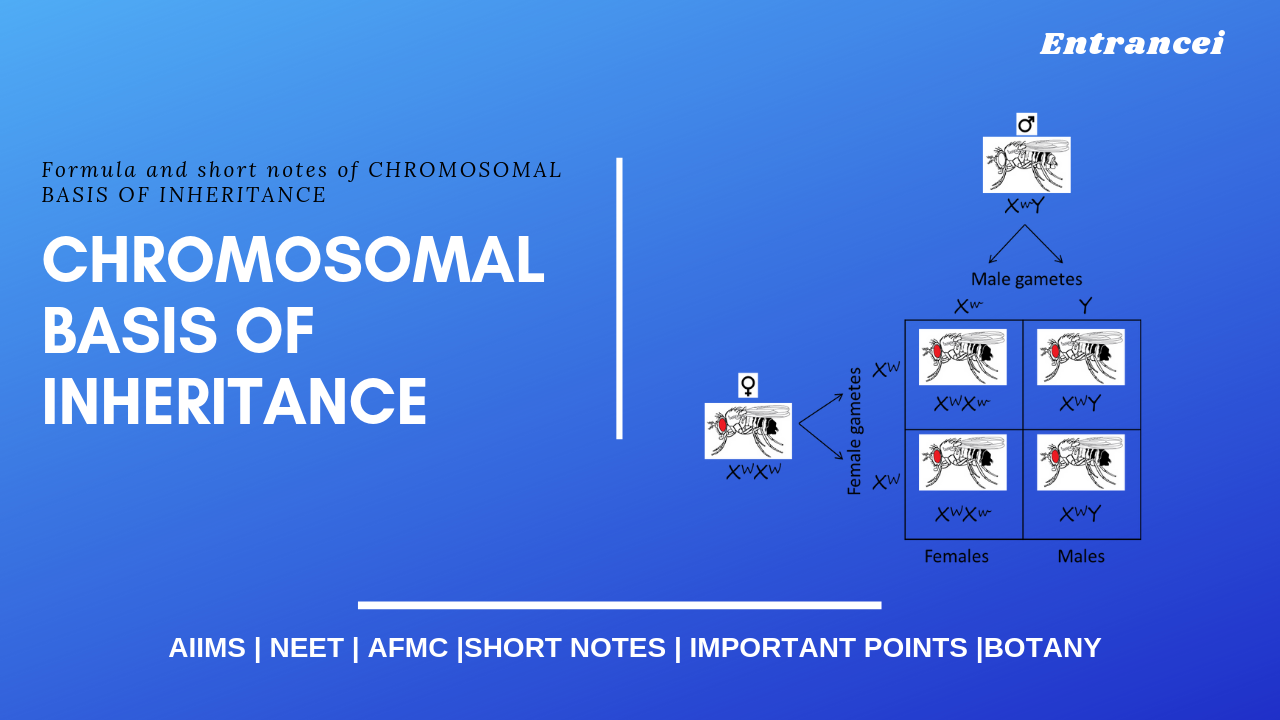 Entrancei
Formula and short notes of CHROMOSOMAL
BASIS OF INHERITANCE
CHROMOSOMAL
BASIS OF
INHERITANCE
♂
XʷY
Male gametes
Xʷ Y
♀
XᵂXᵂ
Female gametes
Xᵂ
XᵂXʷ XᵂY
Xᵂ
XᵂXʷ XᵂY
Females Males
AIIMS | NEET | AFMC |SHORT NOTES | IMPORTANT POINTS |BOTANY